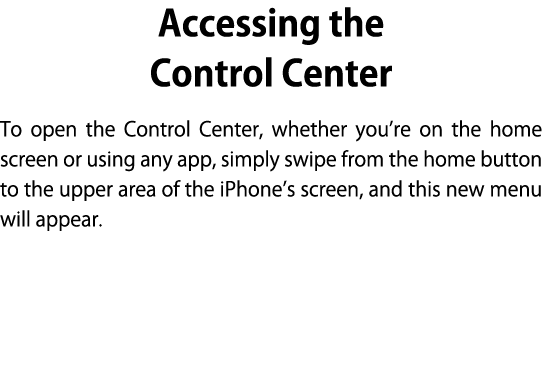 Accessing the
Control Center
To open the Control Center, whether you’re on the home
screen or using any app, simply swipe from the home button
to the upper area of the iPhone’s screen, and this new menu
will appear.